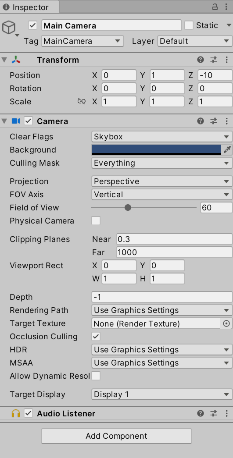 Inspector
Main Camera Static
Tag MainCamera Layer Default
Transform
Position X 0 Y 1 Z -10
Rotation X 0 Y 0 Z 0
Scale X 1 Y 1 Z 1
Camera
Clear Flags Skybox
Background
Culling Mask Everything
Projection Perspective
FOV Axis Vertical
Field of View 60
Physical Camera
Clipping Planes Near 0.3
Far 1000
Viewport Rect X 0 Y 0
W 1 H 1
Depth -1
Rendering Path Use Graphics Settings
Target Texture None (Render Texture)
Occlusion Culling
HDR Use Graphics Settings
MSAA Use Graphics Settings
Allow Dynamic Resol
Target Display Display 1
Audio Listener
Add Component